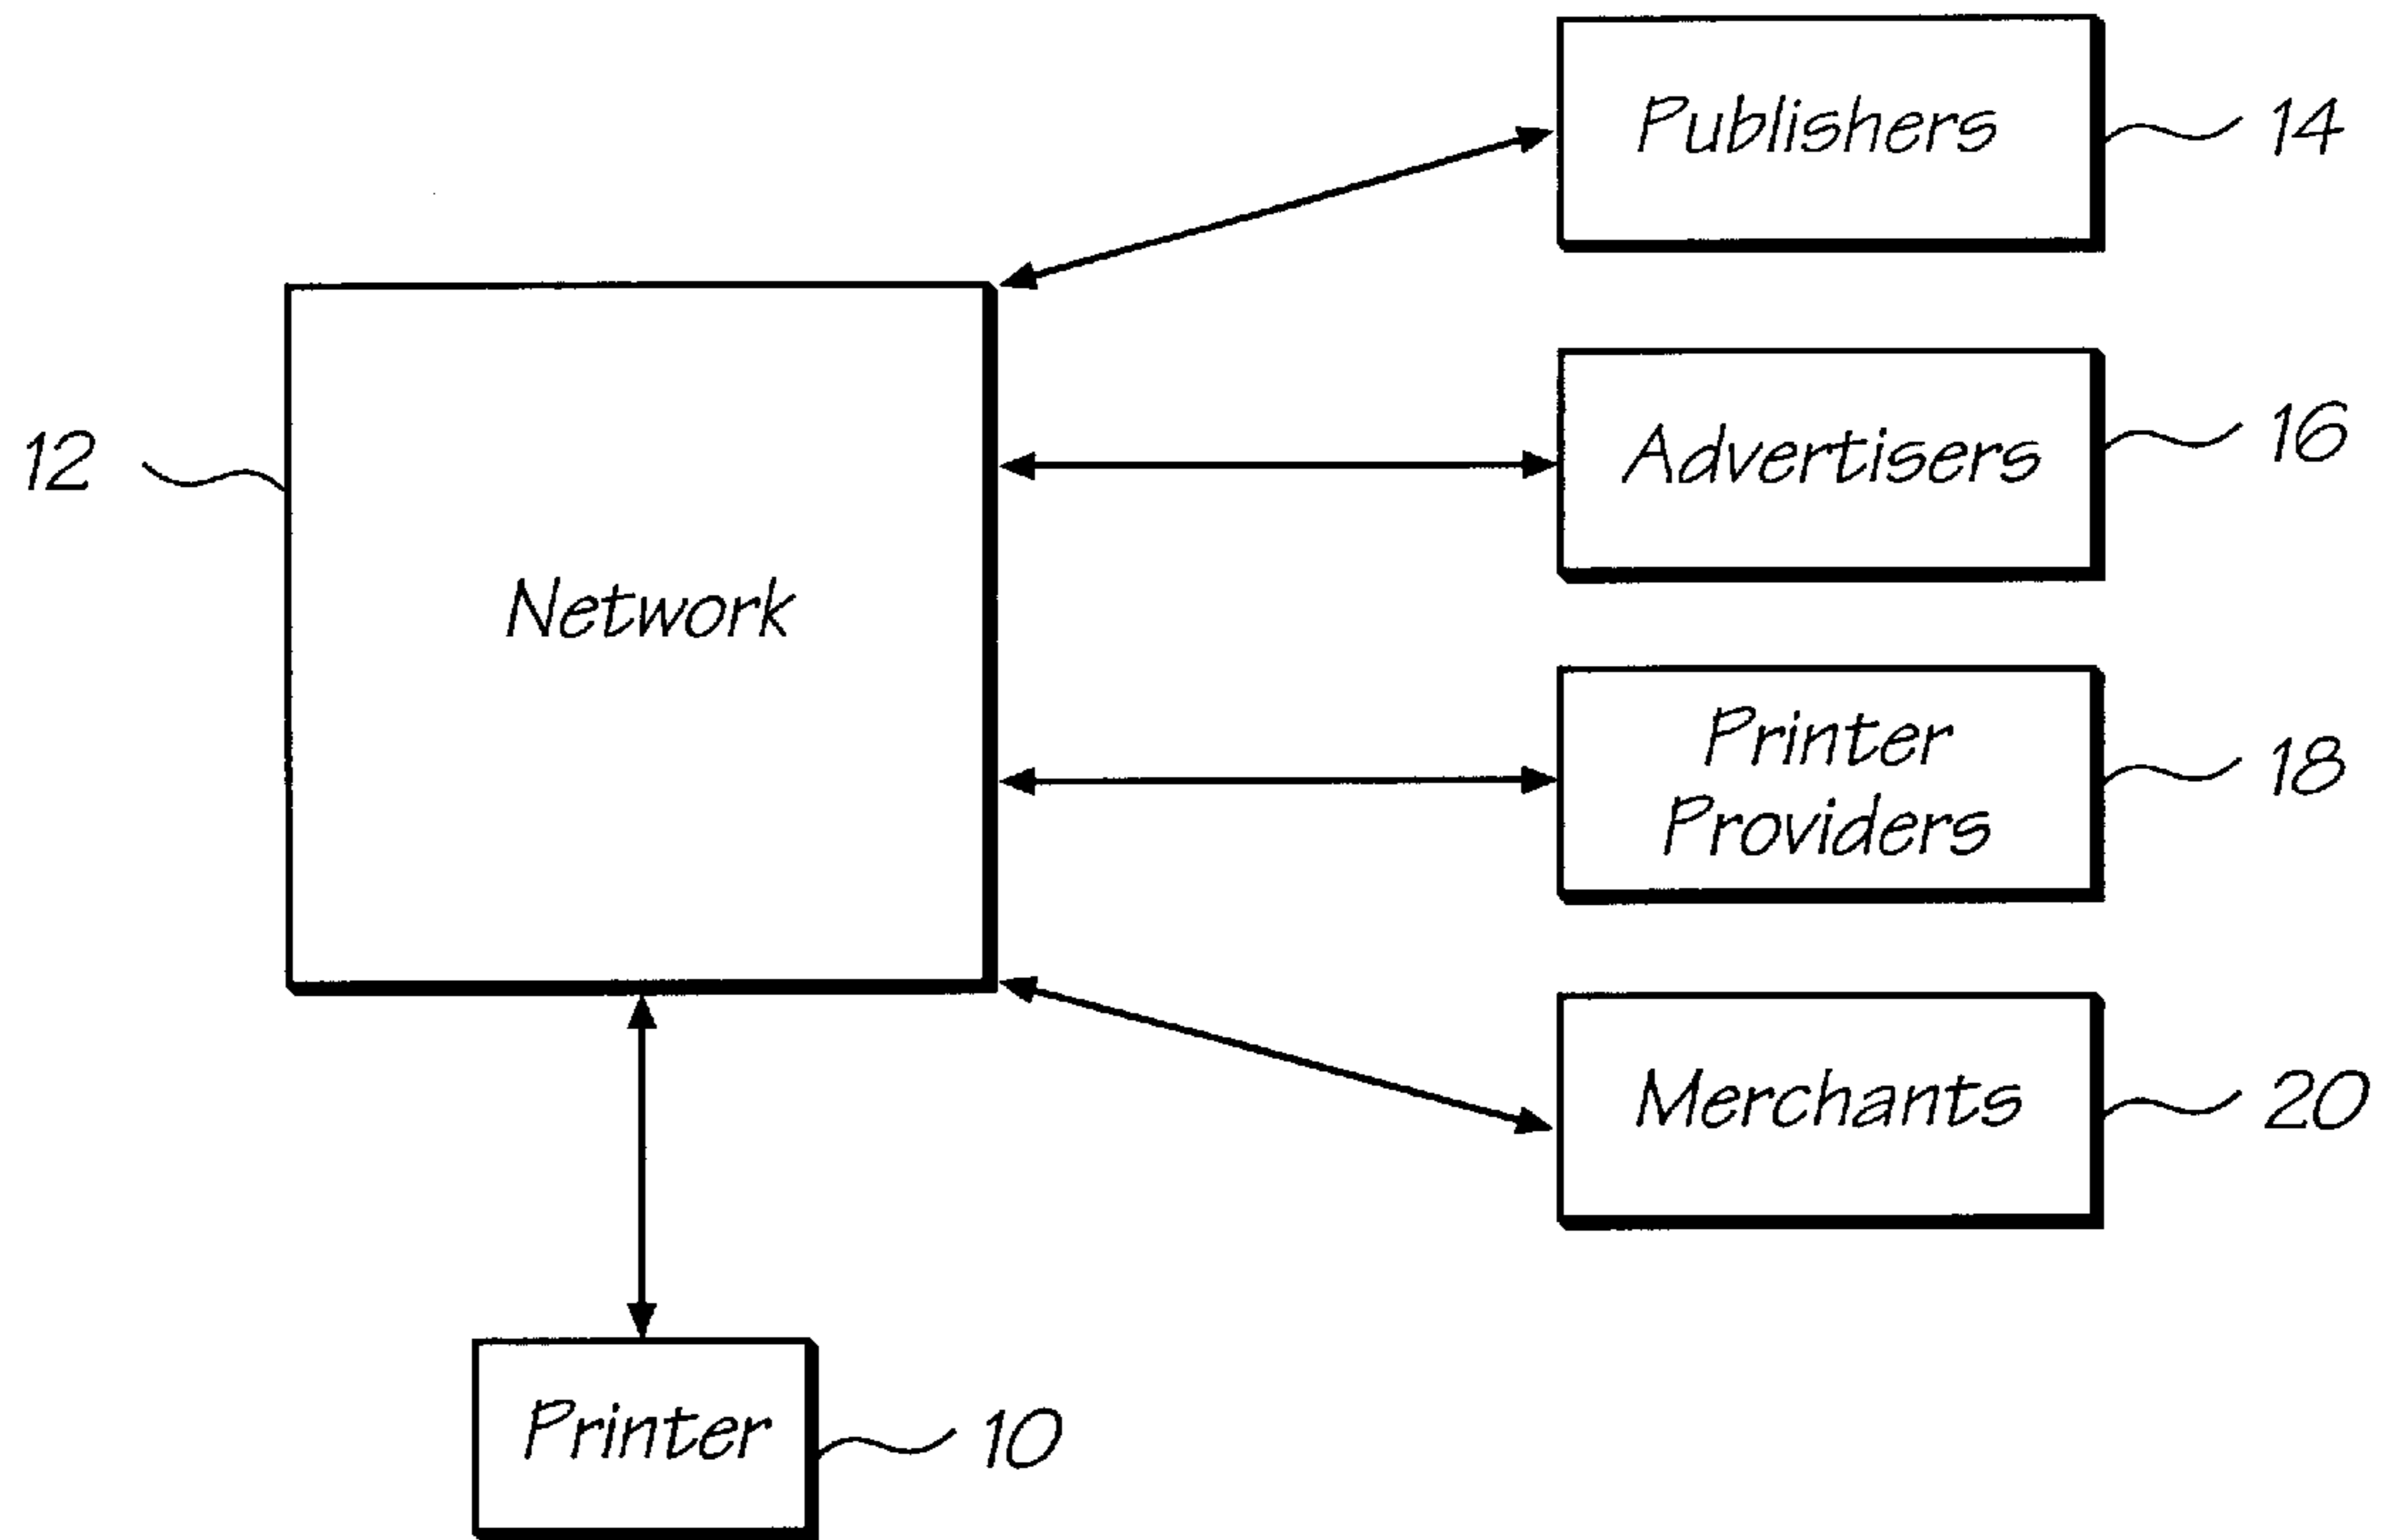 Publishers
14
12
Network
Advertisers
16
Printer
Providers
18
Merchants
20
Printer
10